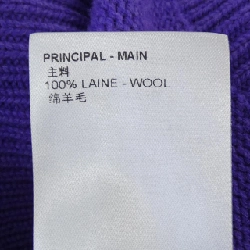 PRINCIPAL - MAIN
主料
100% LAINE - WOOL
绵羊毛